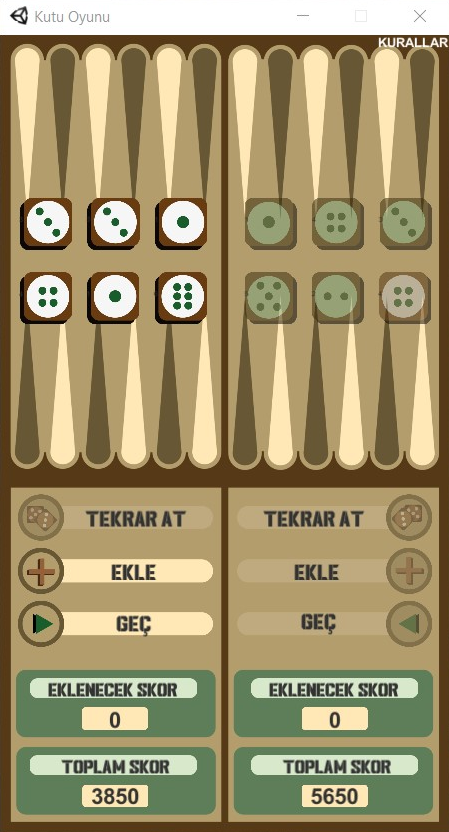 Kutu Oyunu
KURALLAR
TEKRAR AT
TEKRAR AT
EKLE
EKLE
GEÇ
GEÇ
EKLENECEK SKOR
EKLENECEK SKOR
0
0
TOPLAM SKOR
TOPLAM SKOR
3850
5650